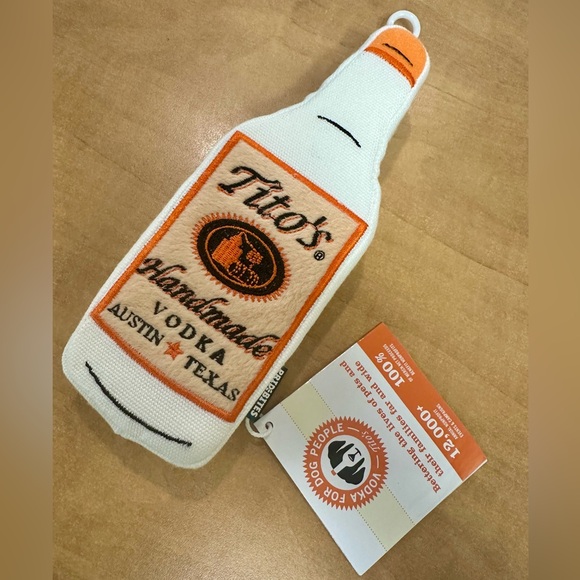 Tito's®
Handmade
VODKA
AUSTIN TEXAS
VODKA FOR DOG PEOPLE
Bettering the lives of pets and
their families far and wide
12,000+
100%